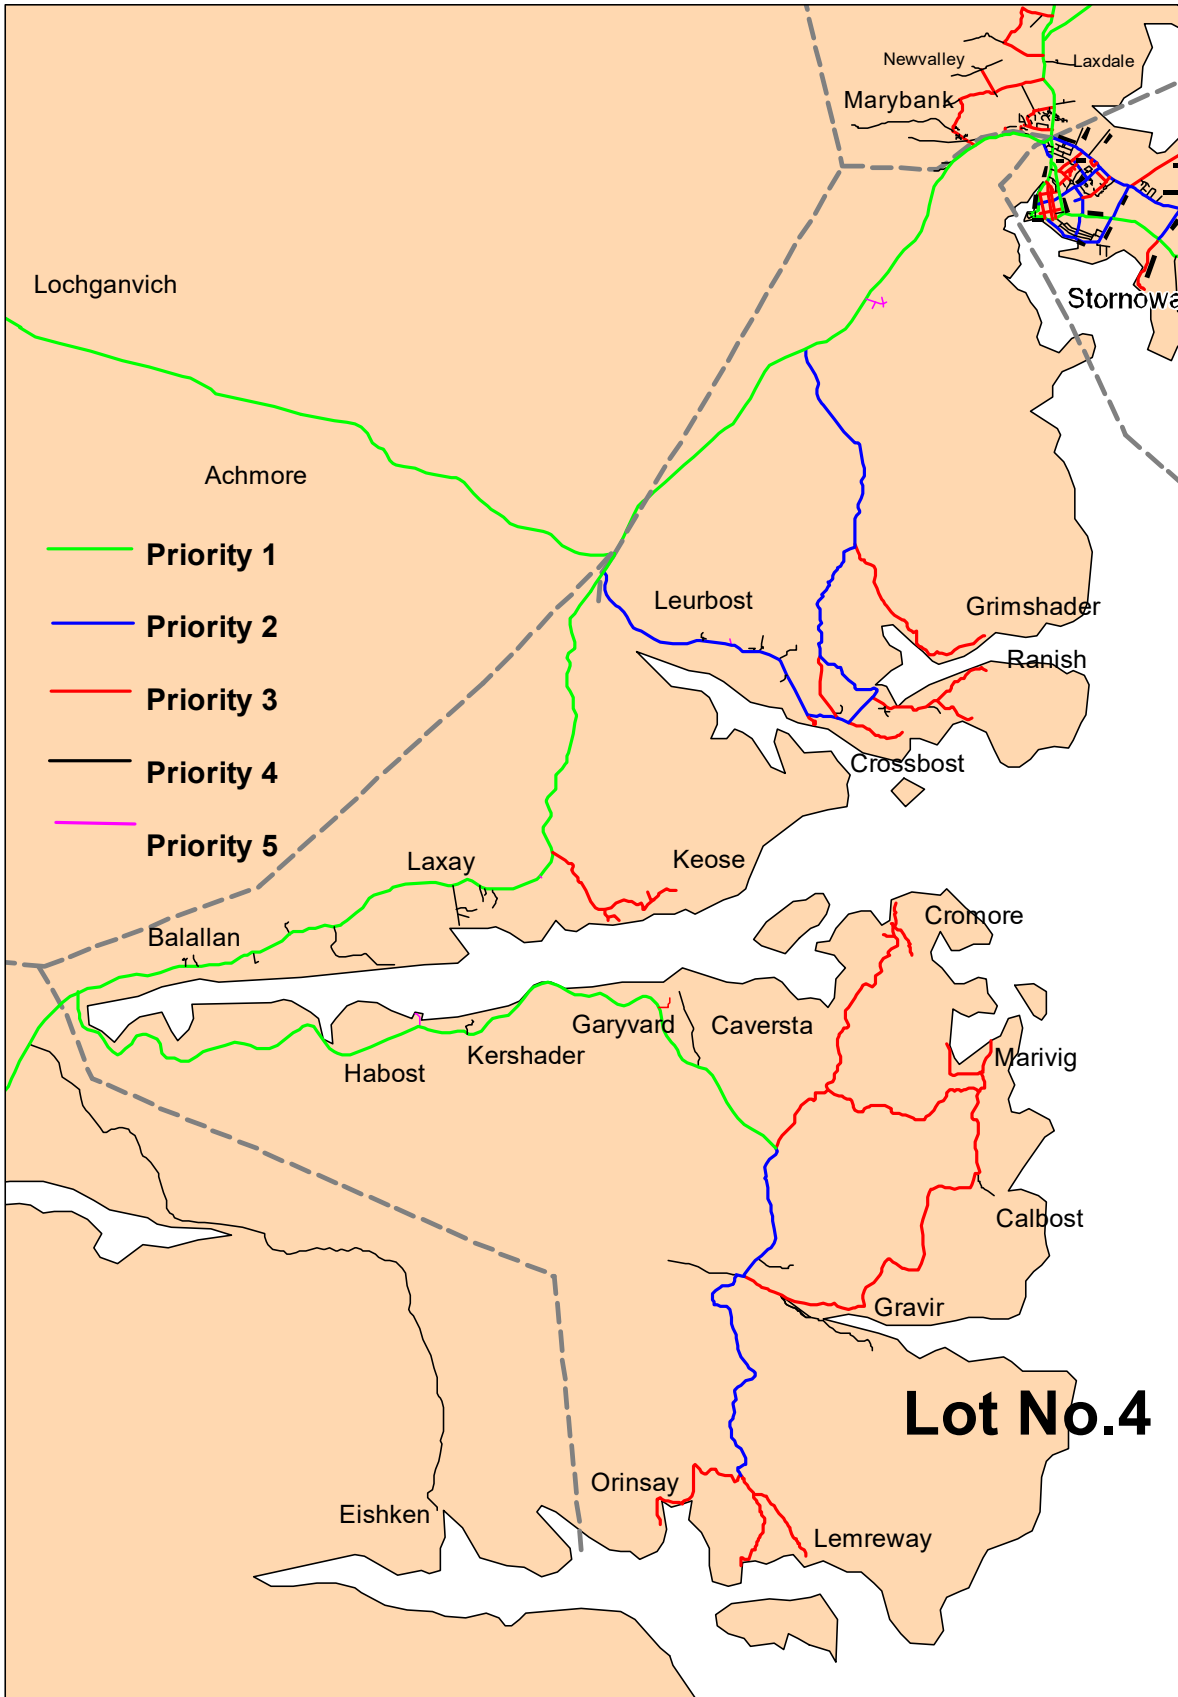 Newvalley
Laxdale
Marybank
Lochganvich
Stornowa
Achmore
Priority 1
Leurbost
Grimshader
Priority 2
Ranish
Priority 3
Crossbost
Priority 4
Priority 5
Laxay
Keose
Cromore
Balallan
Garyvard
Caversta
Kershader
Marivig
Habost
Calbost
Gravir
Lot No.4
Orinsay
Eishken
Lemreway